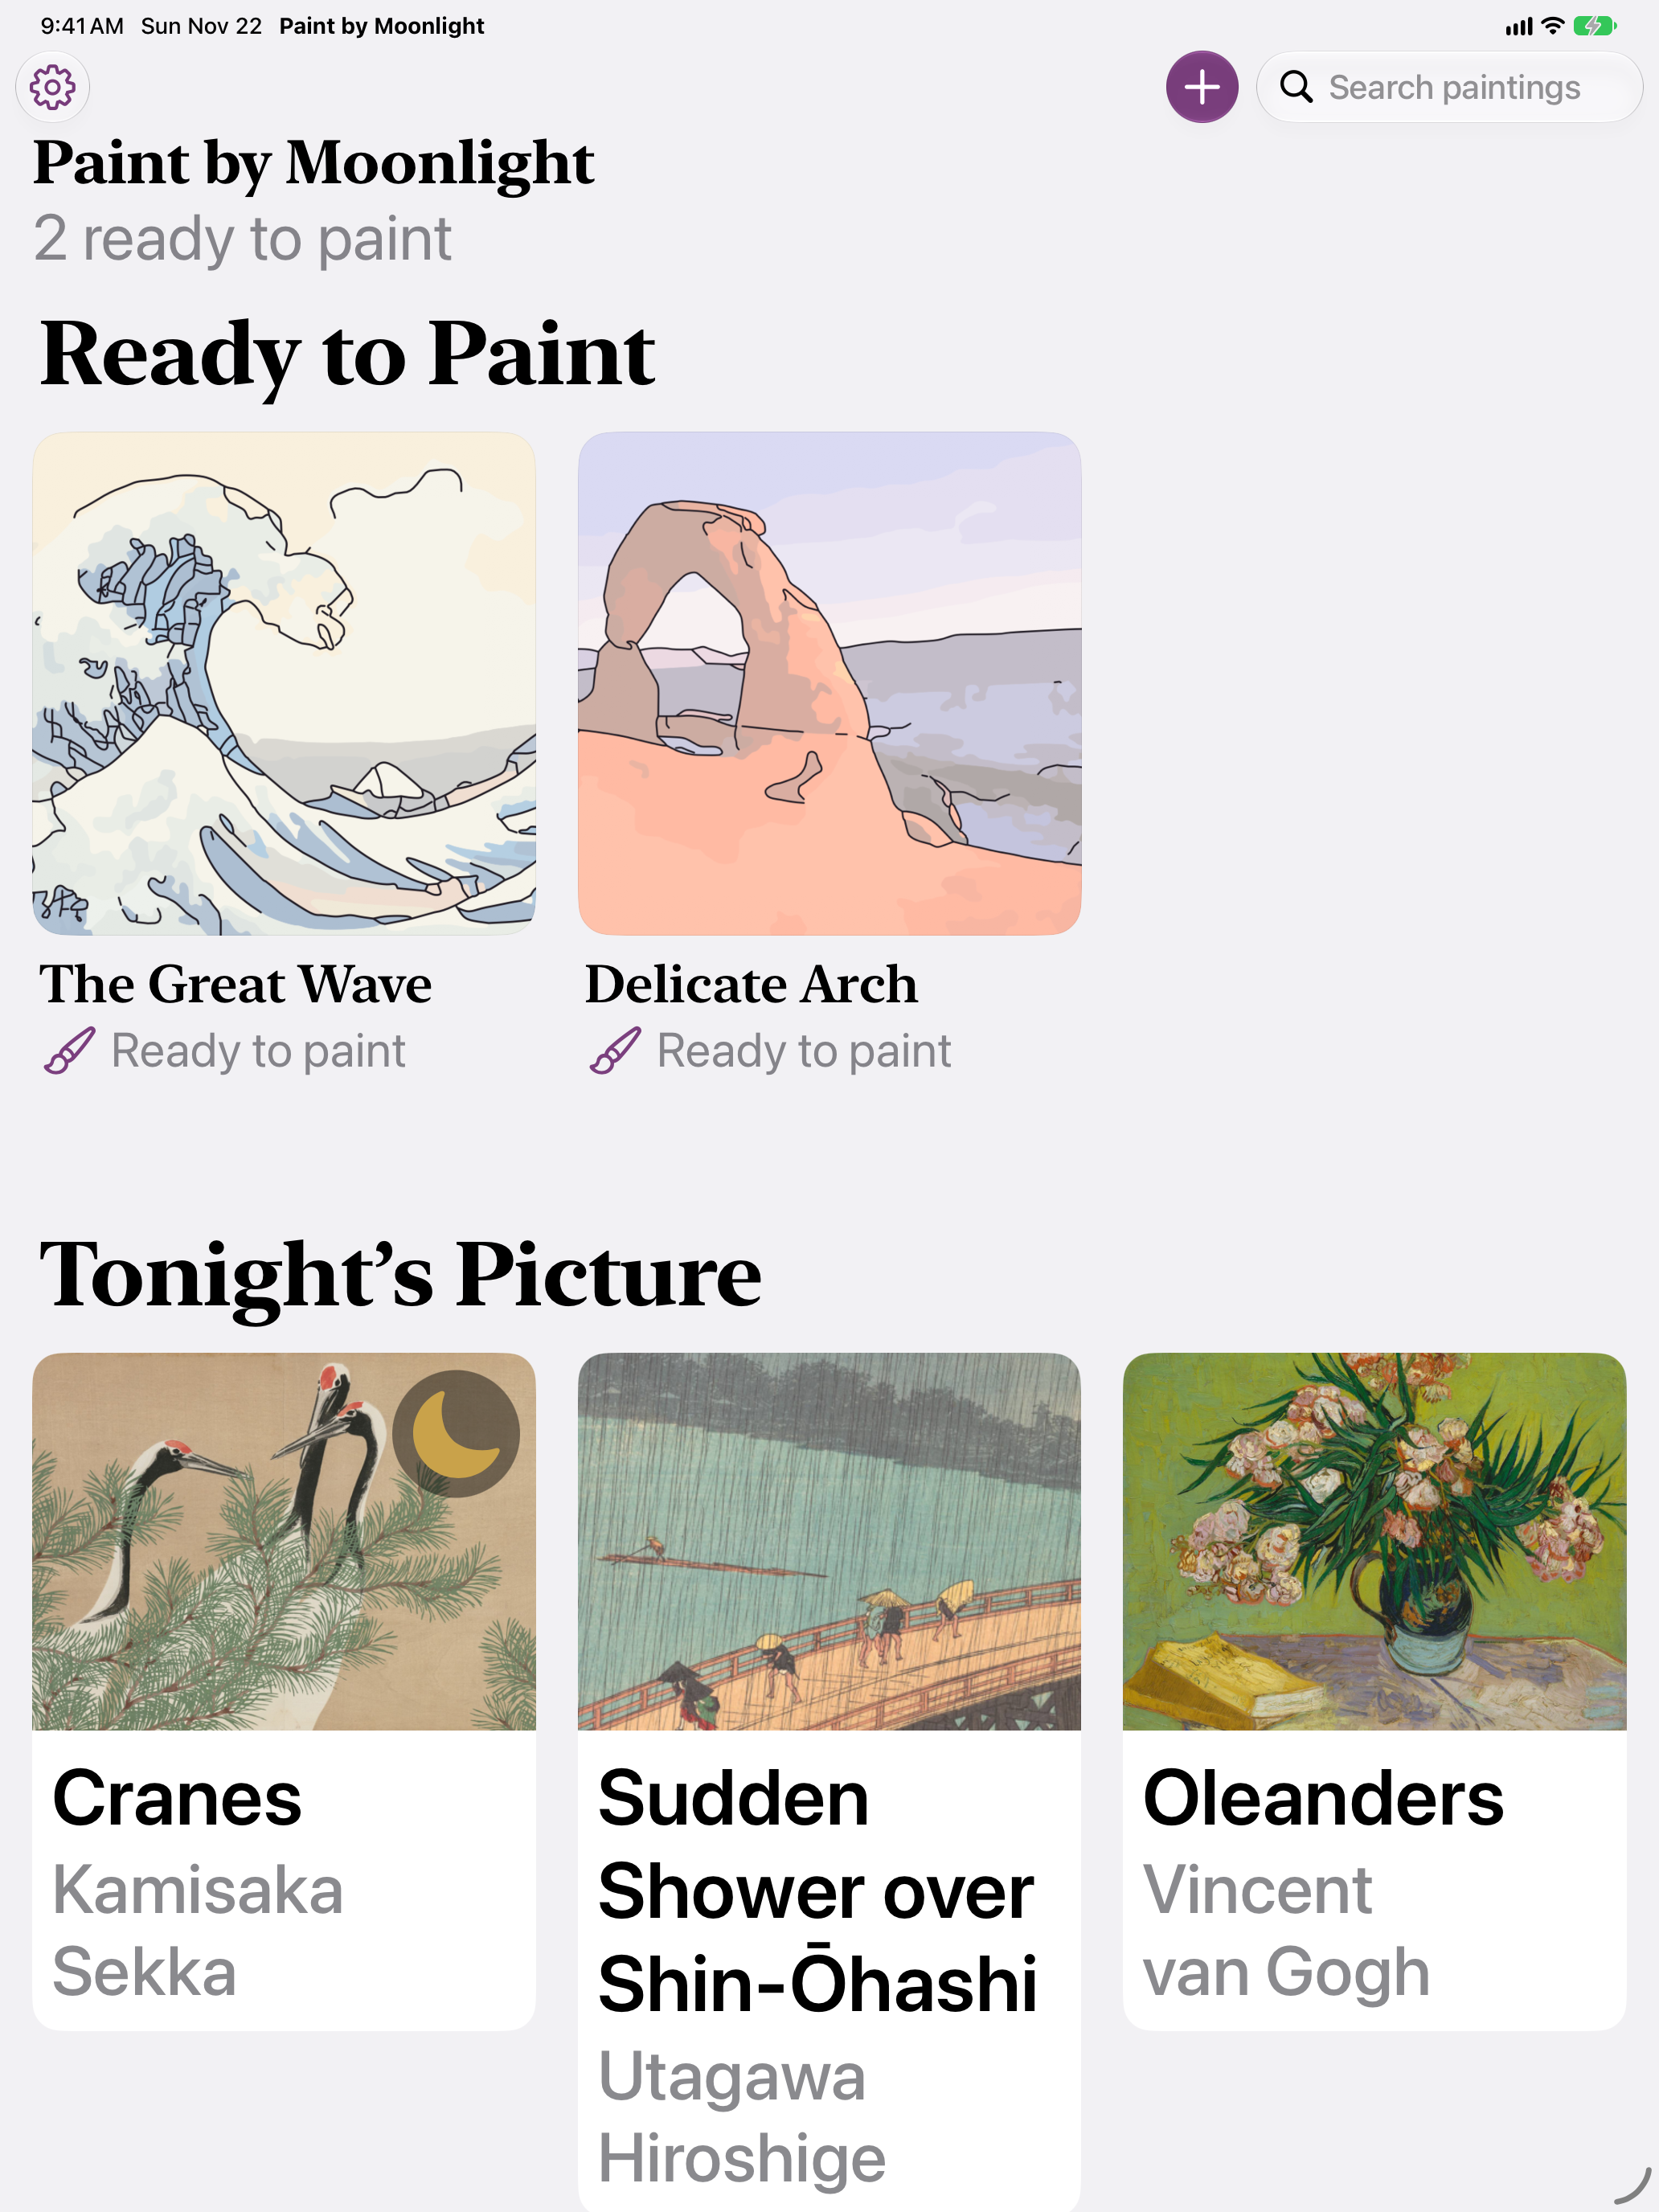 9:41 AM Sun Nov 22 Paint by Moonlight
Search paintings
Paint by Moonlight
2 ready to paint
Ready to Paint
The Great Wave
Ready to paint
Delicate Arch
Ready to paint
Tonight’s Picture
Cranes
Kamisaka
Sekka
Sudden
Shower over
Shin-Ōhashi
Utagawa
Hiroshige
Oleanders
Vincent
van Gogh